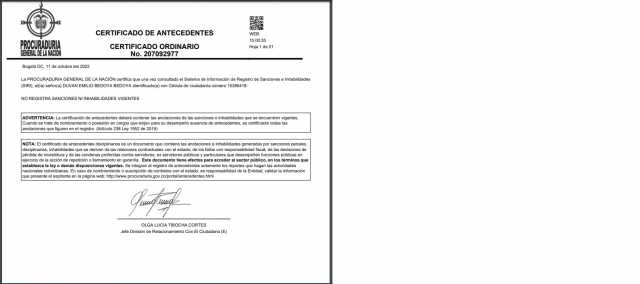 PROCURADURIA
GENERAL DE LA NACION
CERTIFICADO DE ANTECEDENTES
CERTIFICADO ORDINARIO
No. 207092977
WEB
Hoja 1 de 01
Bogotá DC, 11 de octubre del 2022
La PROCURADURIA GENERAL DE LA NACIÓN certifica que una vez consultado el Sistema de Información de Registro de Sanciones e Inhabilidades
(SIRI), el(la) señor(a) DUVAN EMILIO BEDOYA BEDOYA identificado(a) con Cédula de ciudadanía número
NO REGISTRA SANCIONES NI INHABILIDADES VIGENTES
ADVERTENCIA: La certificación de antecedentes deberá contener las anotaciones de las sanciones o inhabilidades que se encuentren vigentes.
Cuando se trate de nombramiento o posesión en cargos que exijan para su desempeño ausencia de antecedentes, se certificarán todas las
anotaciones que figuren en el registro. (Artículo 238 Ley 1952 de 2019)
NOTA: El certificado de antecedentes disciplinarios es un documento que contiene las anotaciones e inhabilidades generadas por sanciones penales,
disciplinarias, inhabilidades que se deriven de las relaciones contractuales con el estado, de los fallos con responsabilidad fiscal, de las decisiones de
pérdida de investidura y de las condenas proferidas contra servidores, ex servidores públicos y particulares que desempeñen funciones públicas en
ejercicio de la acción de repetición o llamamiento en garantía. Este documento tiene efectos para acceder al sector público, en los términos que
establezca la ley o demás disposiciones vigentes. Se integran al registro de antecedentes solamente los reportes que hagan las autoridades
nacionales colombianas. En caso de nombramiento o suscripción de contratos con el estado, es responsabilidad de la Entidad, validar la información
que presente el aspirante en la página web: http://www.procuraduria.gov.co/portal/antecedentes.html
OLGA LUCIA TIBOCHA CORTES
Jefe División de Relacionamiento Con El Ciudadano (E)